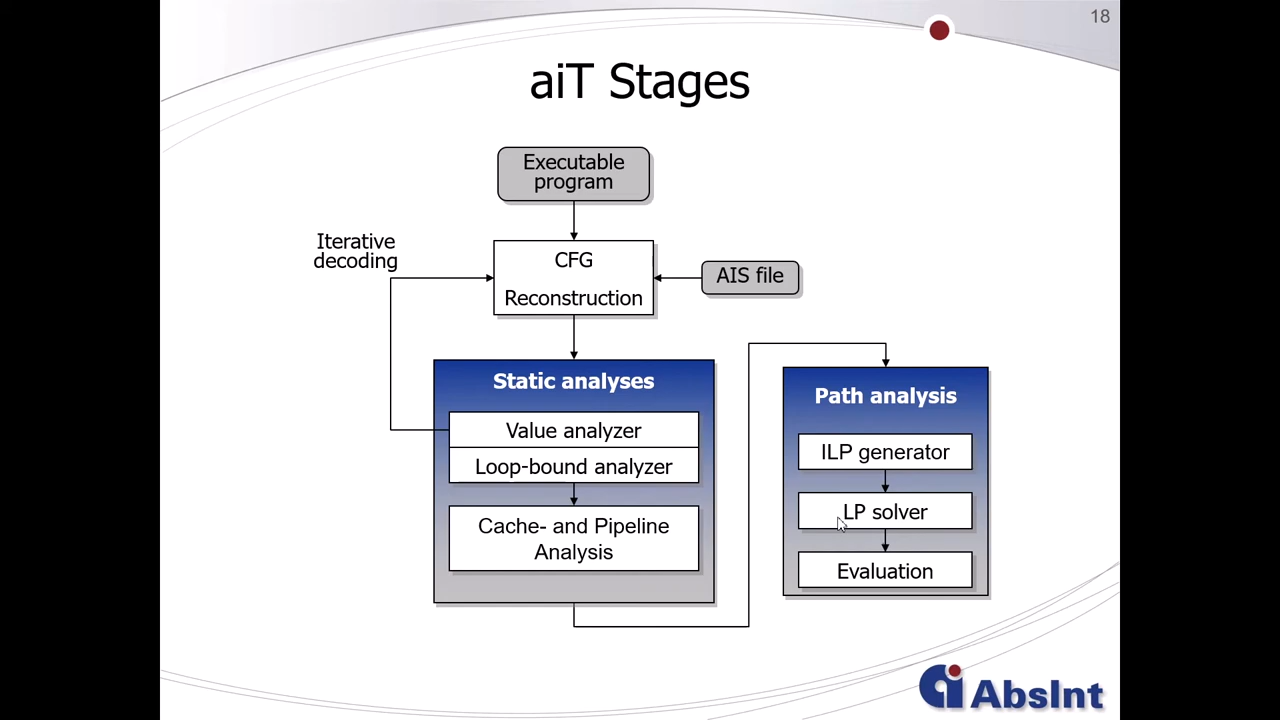 18
aiT Stages
Executable
program
Iterative
decoding
CFG
Reconstruction
AIS file
Static analyses
Value analyzer
Loop-bound analyzer
Cache- and Pipeline
Analysis
Path analysis
ILP generator
LP solver
Evaluation
AbsInt